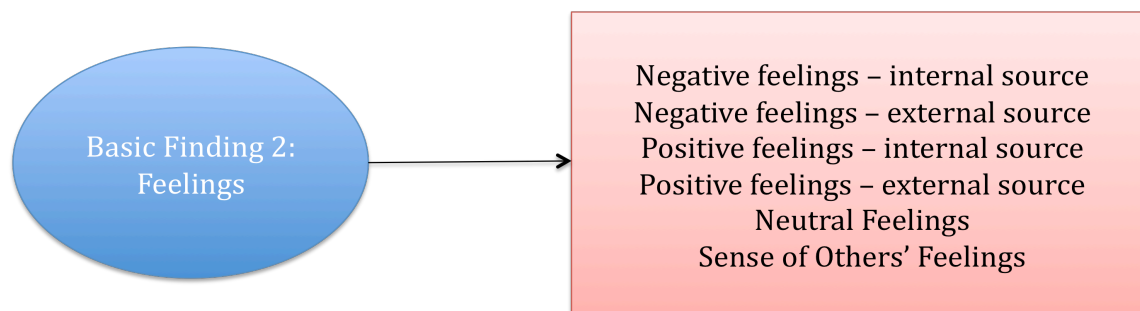 Basic Finding 2:
Feelings
Negative feelings – internal source
Negative feelings – external source
Positive feelings – internal source
Positive feelings – external source
Neutral Feelings
Sense of Others’ Feelings